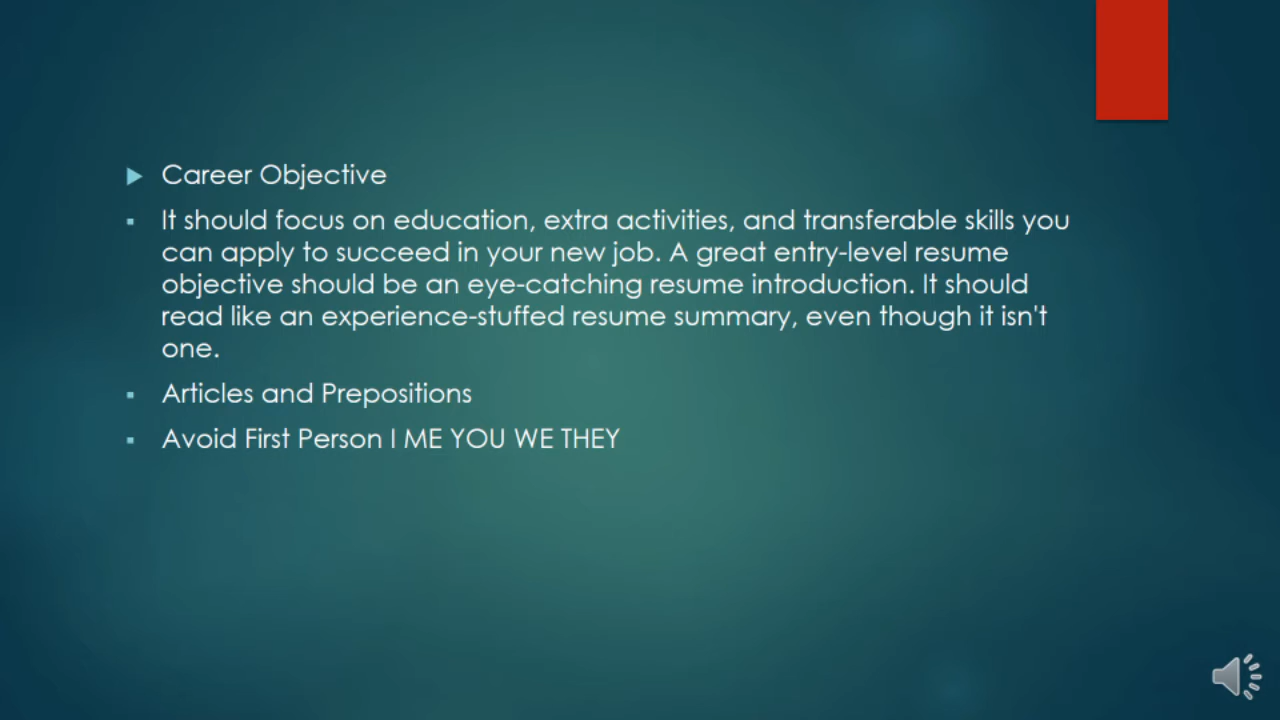 Career Objective
It should focus on education, extra activities, and transferable skills you
can apply to succeed in your new job. A great entry-level resume
objective should be an eye-catching resume introduction. It should
read like an experience-stuffed resume summary, even though it isn't
one.
Articles and Prepositions
Avoid First Person I ME YOU WE THEY